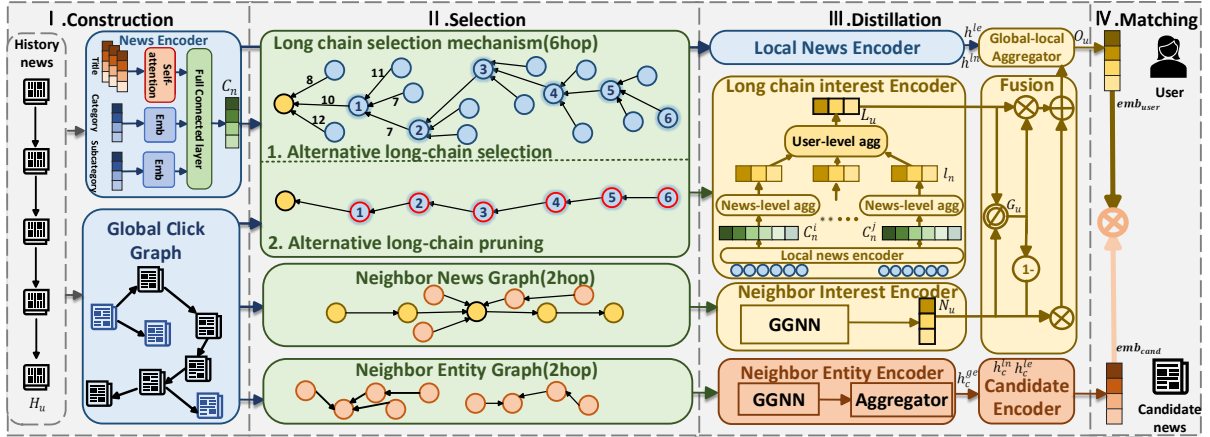 Ⅰ.Construction
Ⅱ.Selection
Ⅲ.Distillation
Ⅳ.Matching
History
news
H_u
News Encoder
Title
Self-
attention
Category
Emb
Subcategory
Emb
Full Connected layer
C_n
Global Click
Graph
Long chain selection mechanism(6hop)
8
10
12
11
7
7
1
2
3
4
5
6
1. Alternative long-chain selection
1
2
3
4
5
6
2. Alternative long-chain pruning
Neighbor News Graph(2hop)
Neighbor Entity Graph(2hop)
Local News Encoder
h^{le}
h^{ln}
Global-local
Aggregator
O_u
Long chain interest Encoder
L_u
User-level agg
l_n
News-level agg
News-level agg
C_n^i
C_n^j
Local news encoder
Fusion
G_u
1-
Neighbor Interest Encoder
GGNN
N_u
Neighbor Entity Encoder
GGNN
Aggregator
h_c^{ge}
h_c^{ln} h_c^{le}
Candidate
Encoder
emb_{user}
User
emb_{cand}
Candidate
news